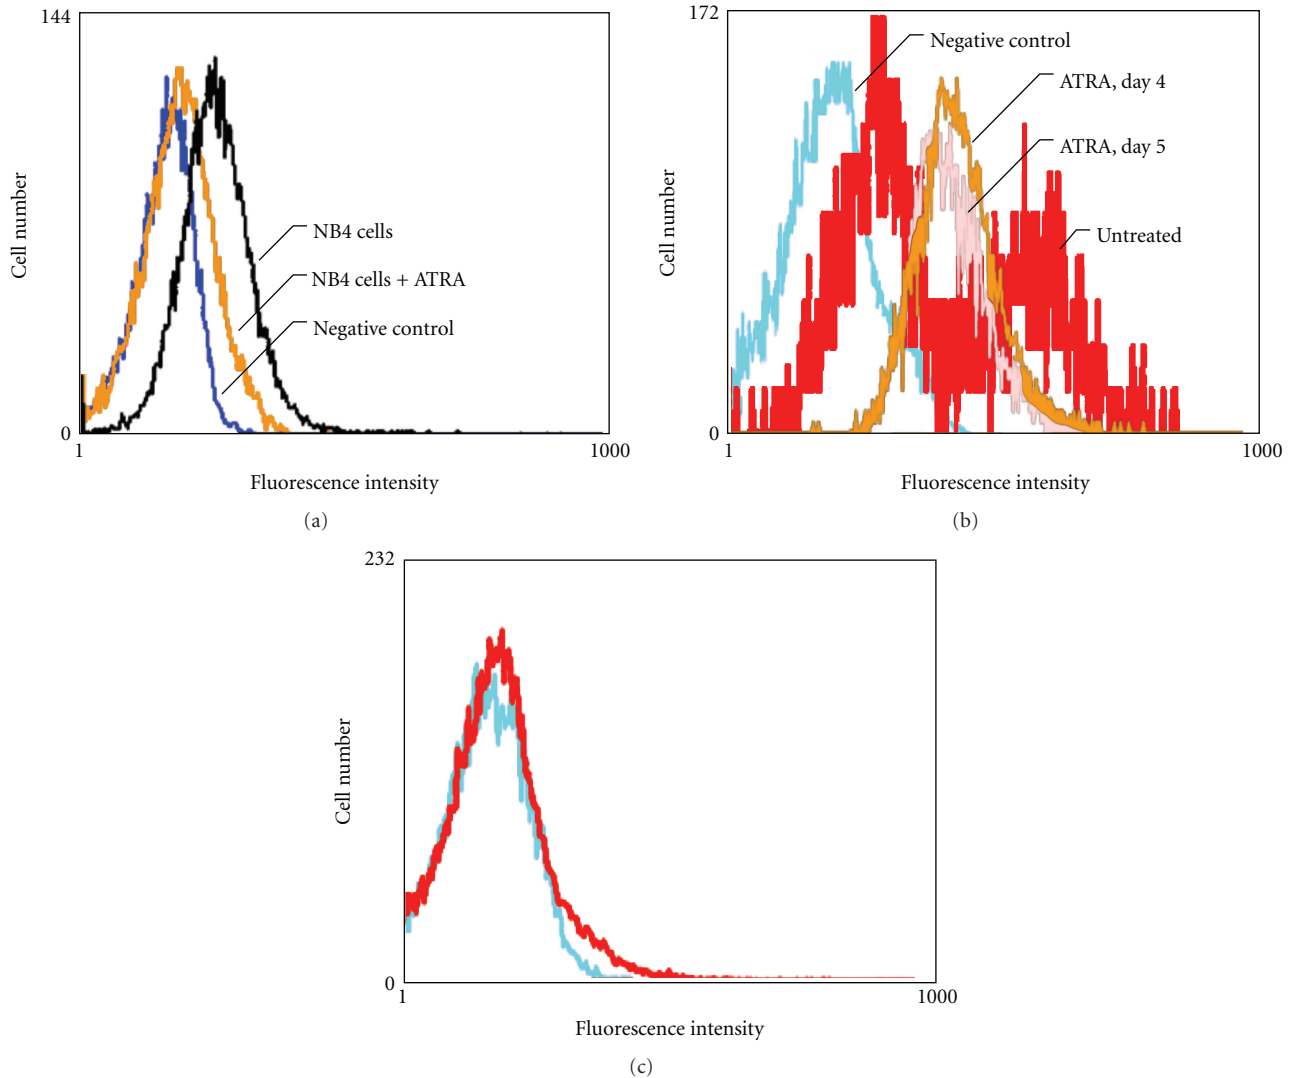 144
Cell number
NB4 cells
NB4 cells + ATRA
Negative control
0
1
1000
Fluorescence intensity
(a)
172
Cell number
Negative control
ATRA, day 4
ATRA, day 5
Untreated
0
1
1000
Fluorescence intensity
(b)
232
Cell number
0
1
1000
Fluorescence intensity
(c)